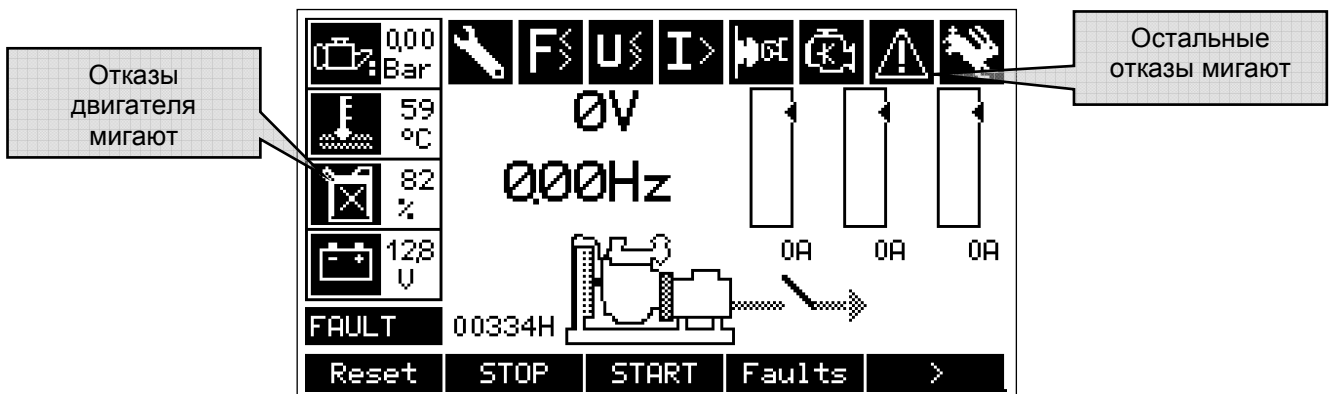 Отказы
двигателя
мигают
Остальные
отказы мигают
0,00
Bar
F U I> GC K
59
°C
82
%
12,8
V
0V
0,00Hz
0A 0A 0A
FAULT 00334H
Reset STOP START Faults >